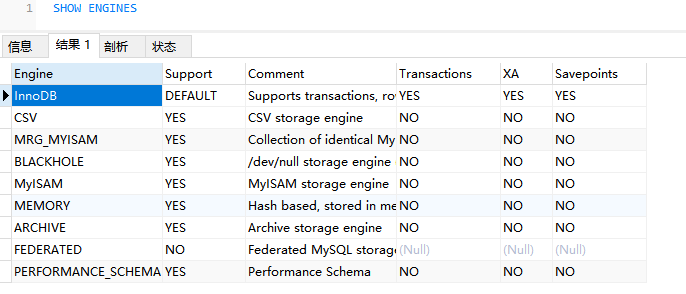 1 SHOW ENGINES
信息 结果 1 剖析 状态
Engine Support Comment Transactions XA Savepoints
InnoDB DEFAULT Supports transactions, YES YES YES
CSV YES CSV storage engine NO NO NO
MRG_MYISAM YES Collection of identical My NO NO NO
BLACKHOLE YES /dev/null storage engine NO NO NO
MyISAM YES MyISAM storage engine NO NO NO
MEMORY YES Hash based, stored in me NO NO NO
ARCHIVE YES Archive storage engine NO NO NO
FEDERATED NO Federated MySQL storag (Null) (Null) (Null)
PERFORMANCE_SCHEMA YES Performance Schema NO NO NO